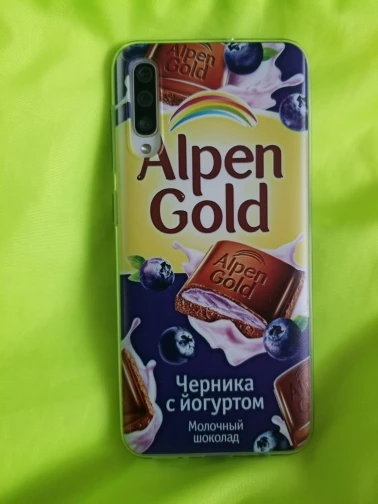 Alpen
Gold
Alpen
Gold
Alpen
Gold
Черника
с йогуртом
Молочный
шоколад